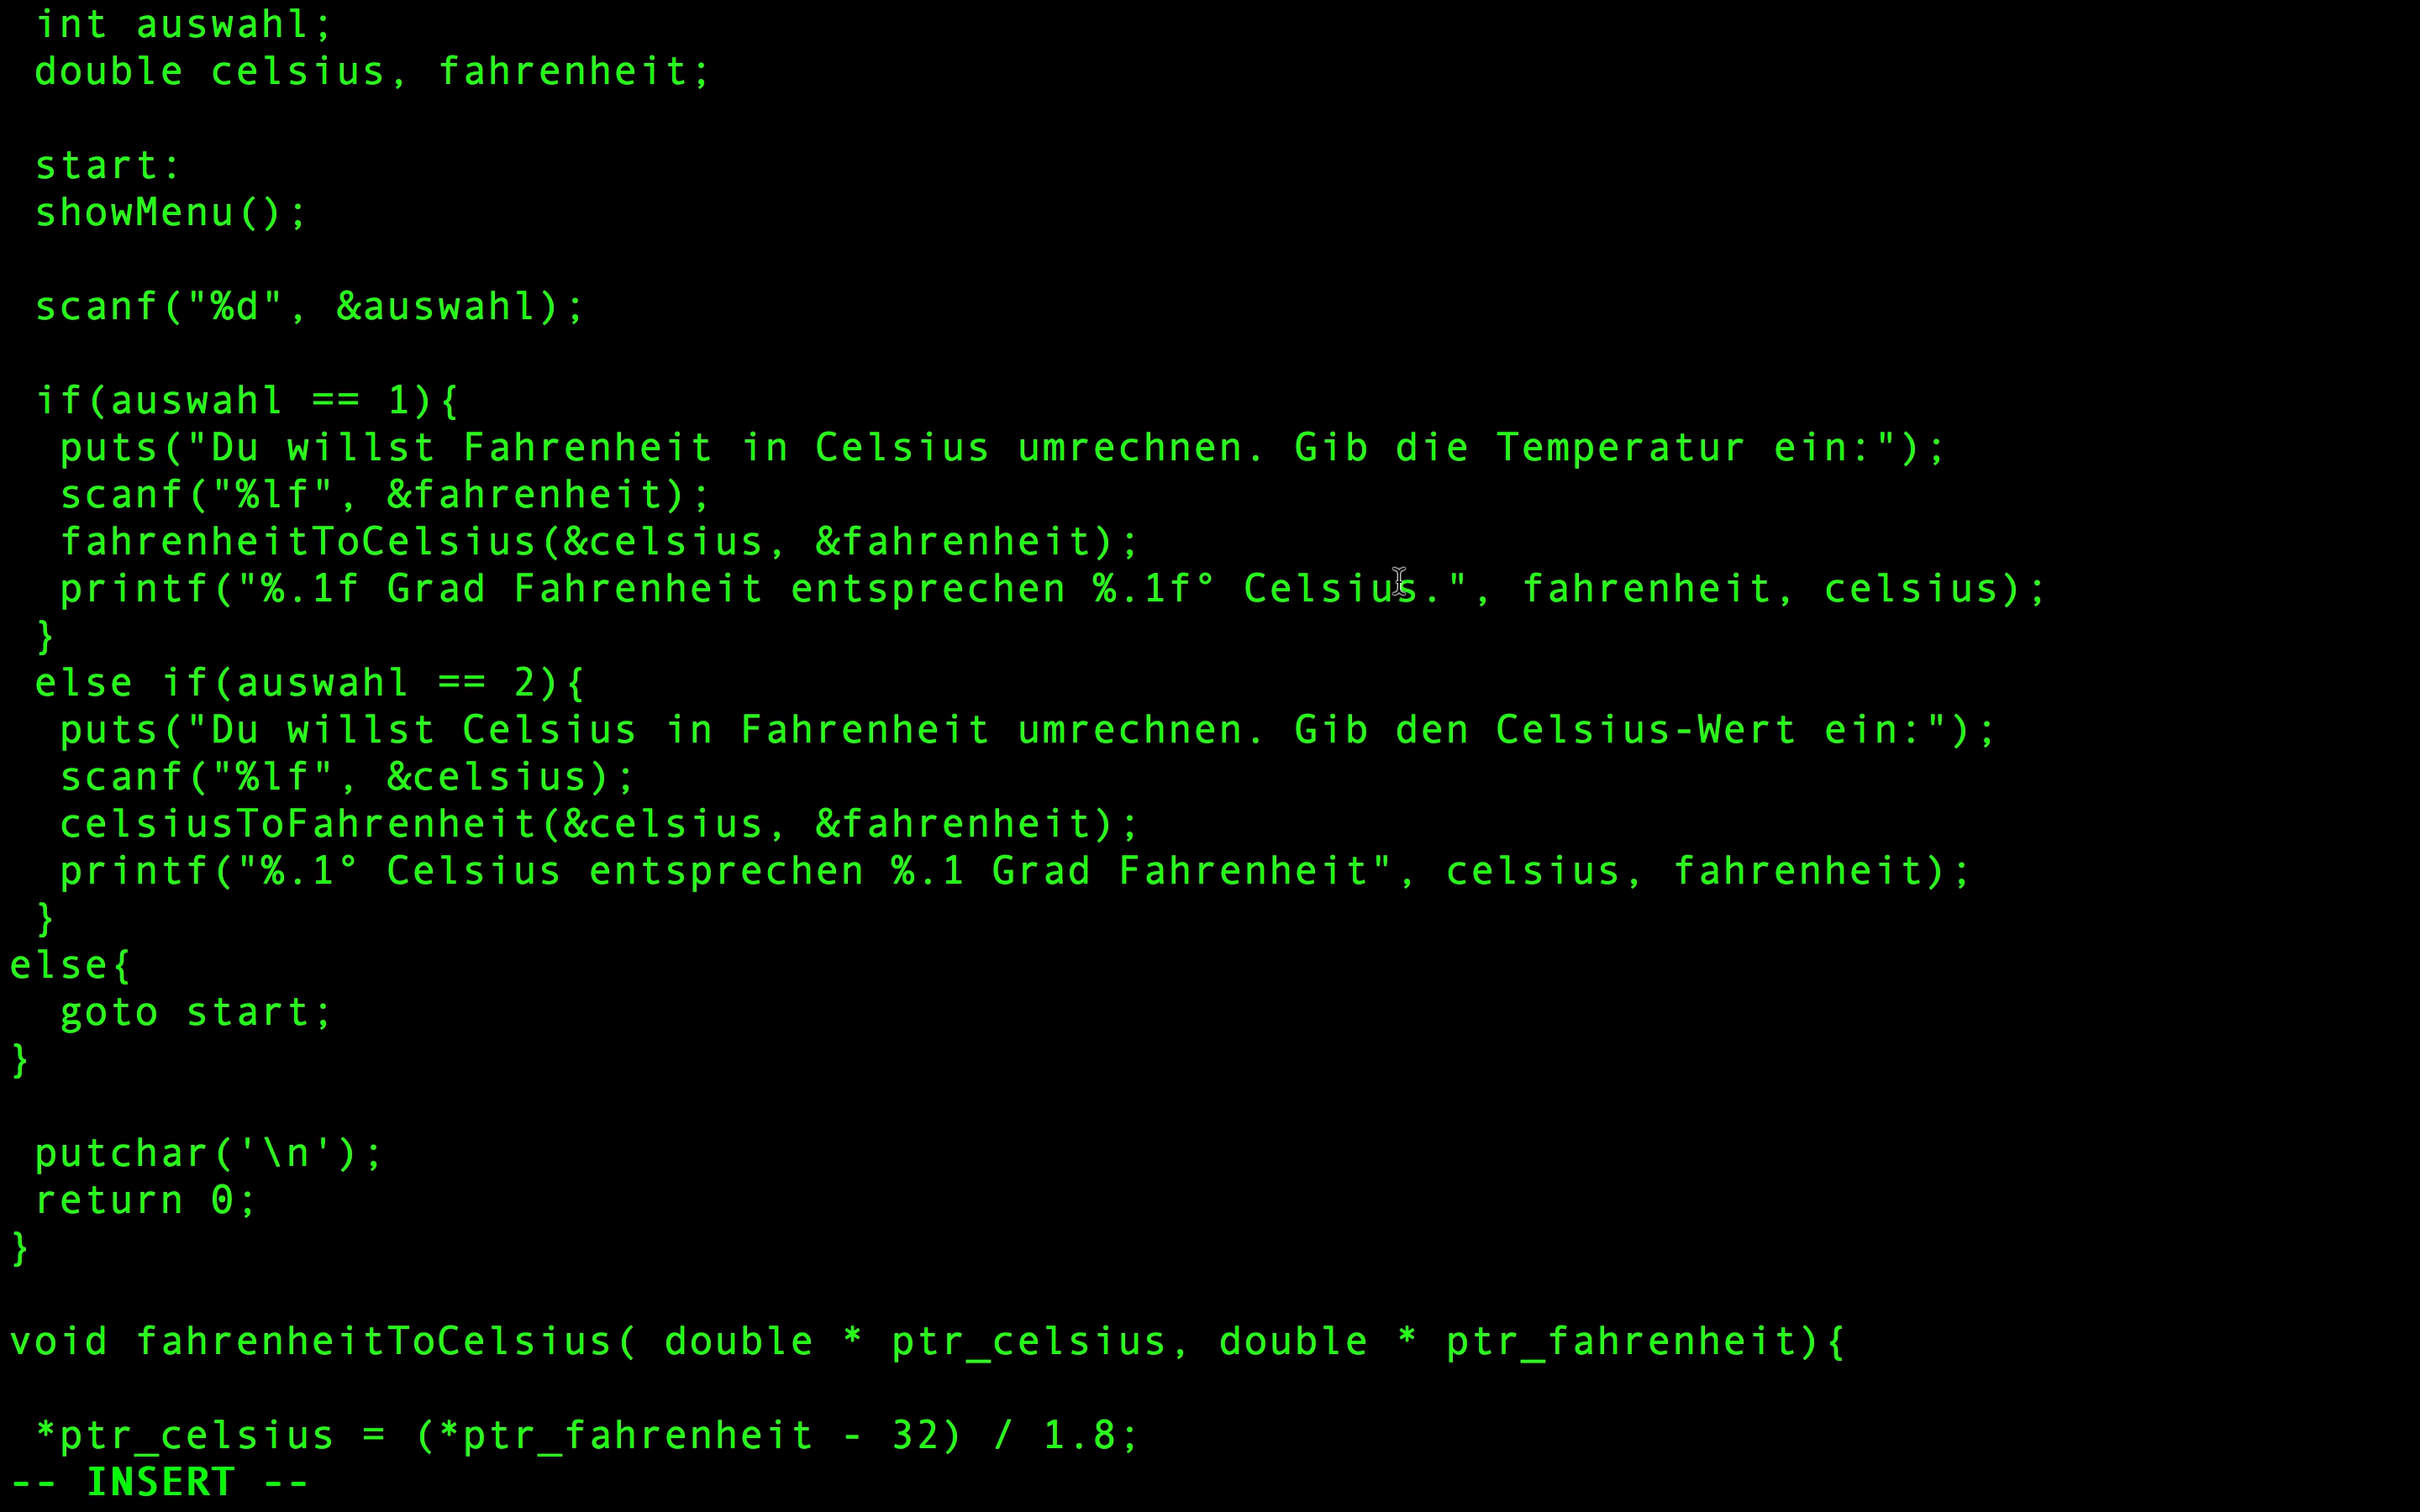 int auswahl;
double celsius, fahrenheit;
start:
showMenu();
scanf("%d", &auswahl);
if(auswahl == 1){
puts("Du willst Fahrenheit in Celsius umrechnen. Gib die Temperatur ein:");
scanf("%lf", &fahrenheit);
fahrenheitToCelsius(&celsius, &fahrenheit);
printf("%.1f Grad Fahrenheit entsprechen %.1f° Celsius.", fahrenheit, celsius);
}
else if(auswahl == 2){
puts("Du willst Celsius in Fahrenheit umrechnen. Gib den Celsius-Wert ein:");
scanf("%lf", &celsius);
celsiusToFahrenheit(&celsius, &fahrenheit);
printf("%.1° Celsius entsprechen %.1 Grad Fahrenheit", celsius, fahrenheit);
}
else{
goto start;
}
putchar('\n');
return 0;
}
void fahrenheitToCelsius( double * ptr_celsius, double * ptr_fahrenheit){
*ptr_celsius = (*ptr_fahrenheit - 32) / 1.8;
-- INSERT --